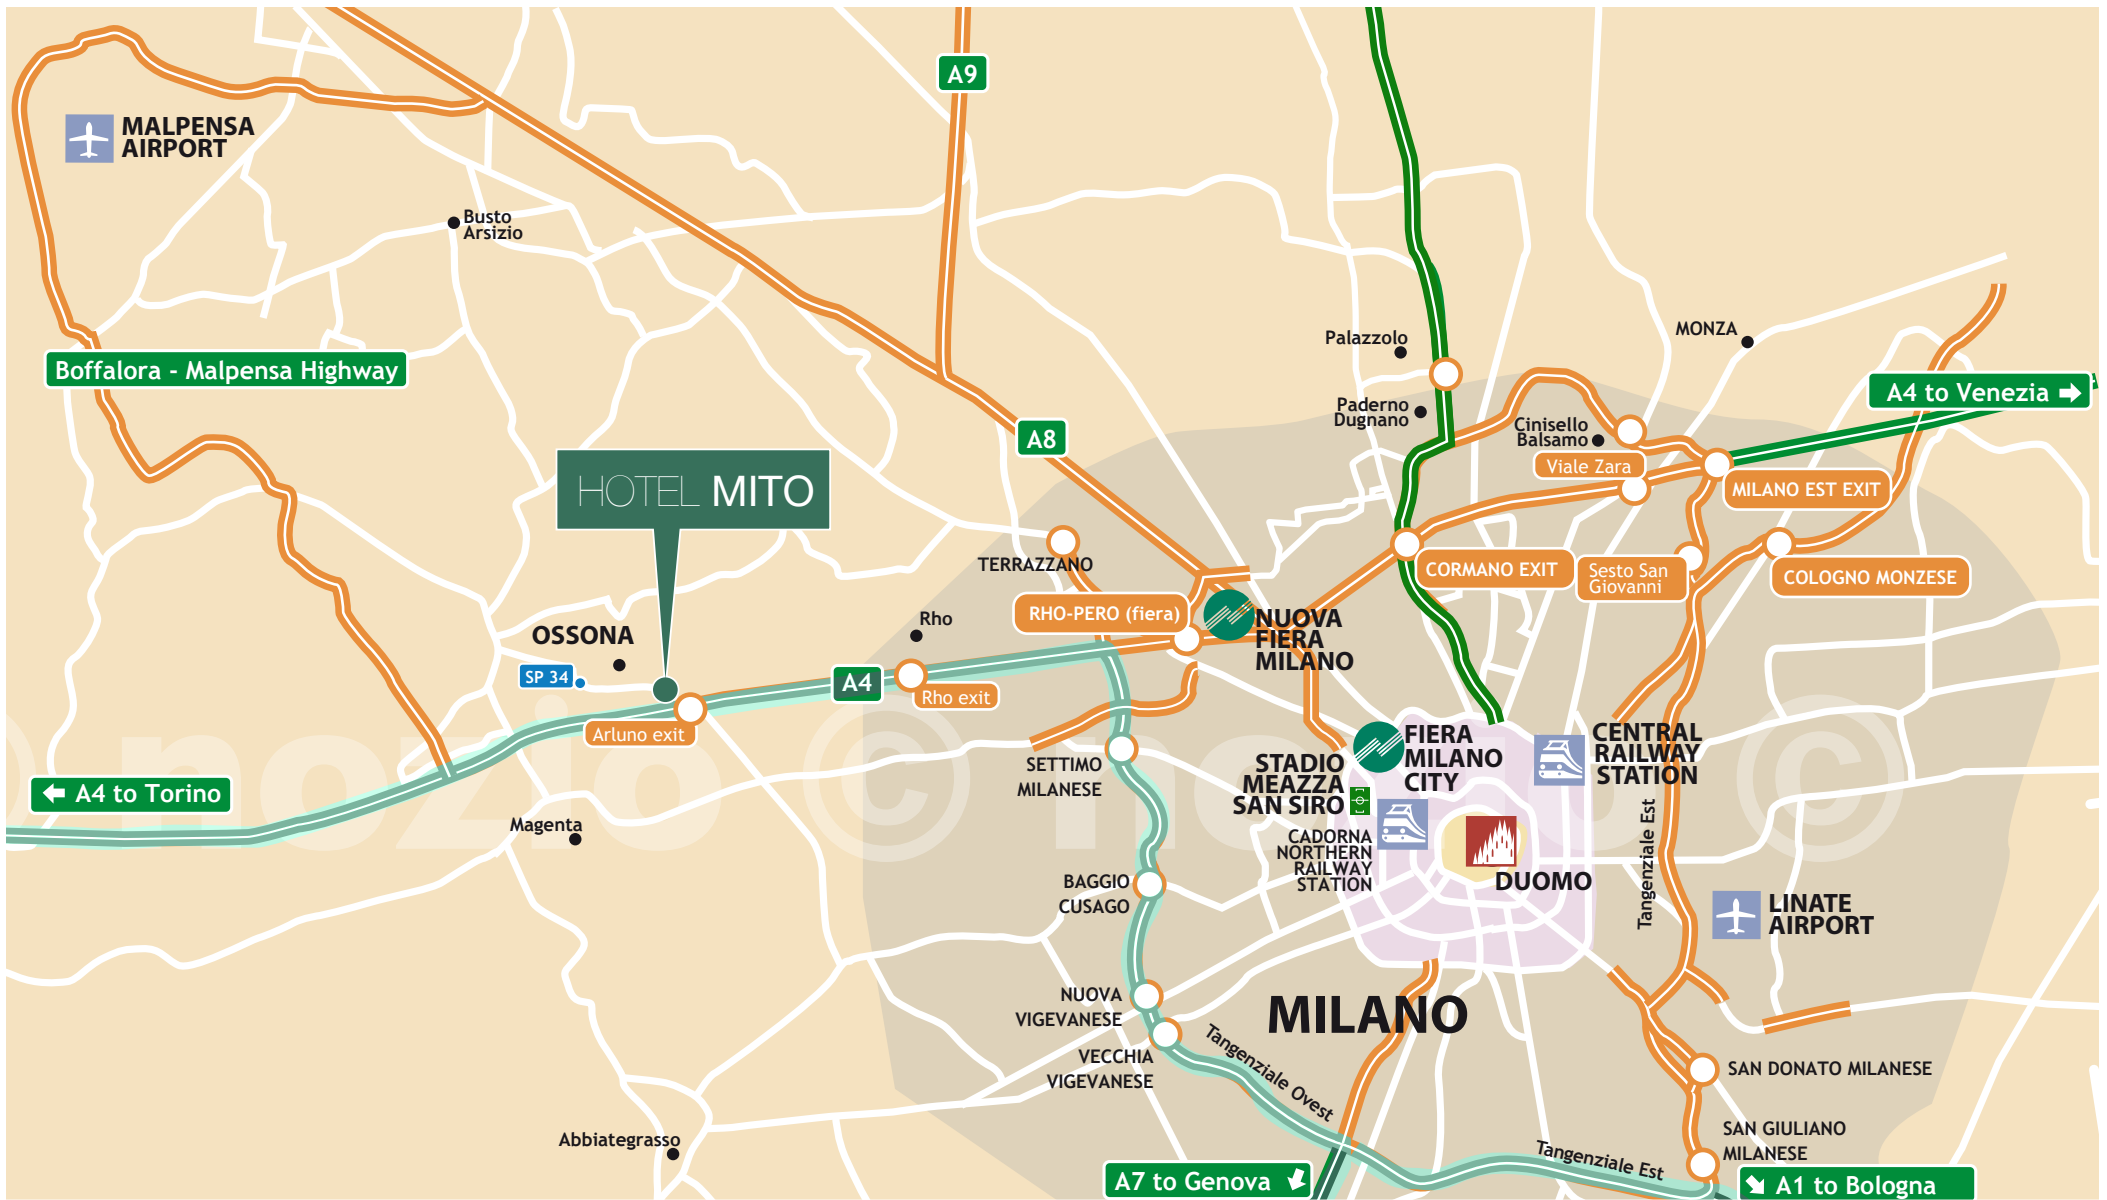 A9
MALPENSA
AIRPORT
Busto
Arsizio
Palazzolo
MONZA
Boffalora - Malpensa Highway
A4 to Venezia
Paderno
Dugnano
Cinisello
Balsamo
A8
Viale Zara
HOTEL MITO
MILANO EST EXIT
TERRAZZANO
CORMANO EXIT
Sesto San
Giovanni
COLOGNO MONZESE
RHO-PERO (fiera)
Rho
NUOVA
FIERA
MILANO
OSSONA
SP 34
A4
Rho exit
Arluno exit
FIERA
MILANO
CITY
CENTRAL
RAILWAY
STATION
STADIO
MEAZZA
SAN SIRO
SETTIMO
MILANESE
A4 to Torino
© nozio © nozio ©
Magenta
CADORNA
NORTHERN
RAILWAY
STATION
Tangenziale Est
BAGGIO
CUSAGO
DUOMO
LINATE
AIRPORT
NUOVA
VIGEVANESE
MILANO
VECCHIA
VIGEVANESE
Tangenziale Ovest
SAN DONATO MILANESE
Abbiategrasso
SAN GIULIANO
MILANESE
Tangenziale Est
A7 to Genova
A1 to Bologna